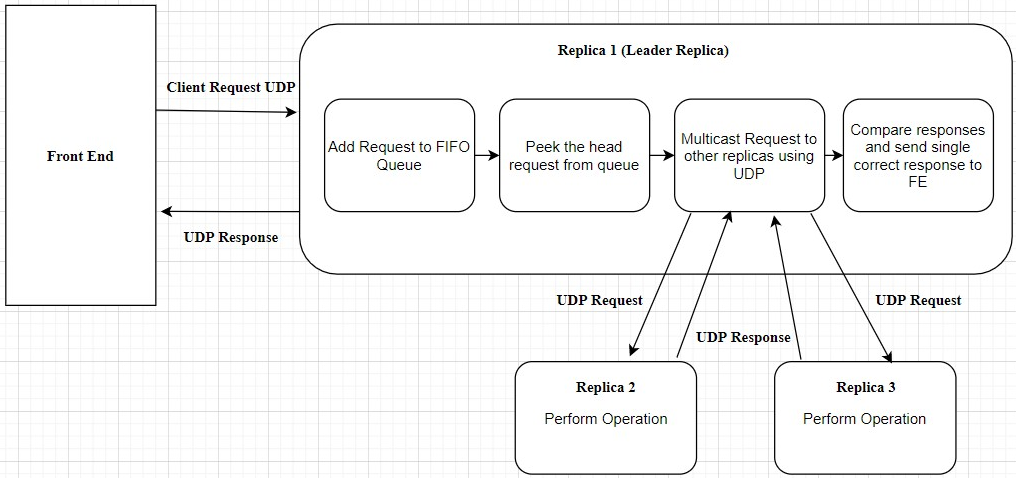 Replica 1 (Leader Replica)
Client Request UDP
Front End
Add Request to FIFO
Queue
Peek the head
request from queue
Multicast Request to
other replicas using
UDP
Compare responses
and send single
correct response to
FE
UDP Response
UDP Request
UDP Request
UDP Response
Replica 2
Perform Operation
Replica 3
Perform Operation